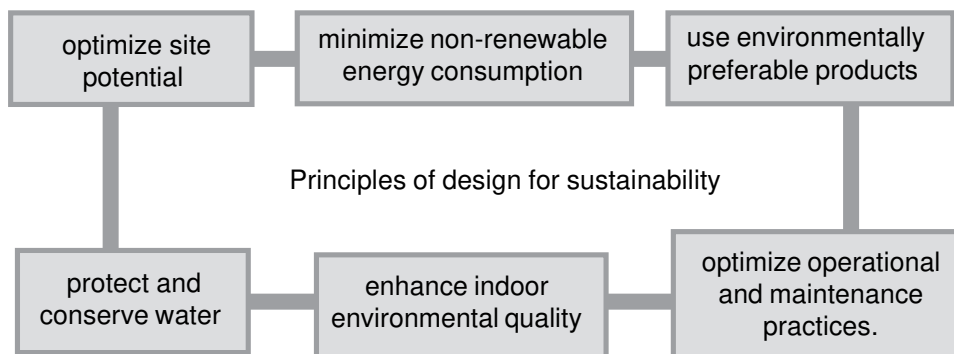 optimize site
potential
minimize non-renewable
energy consumption
use environmentally
preferable products
Principles of design for sustainability
protect and
conserve water
enhance indoor
environmental quality
optimize operational
and maintenance
practices.